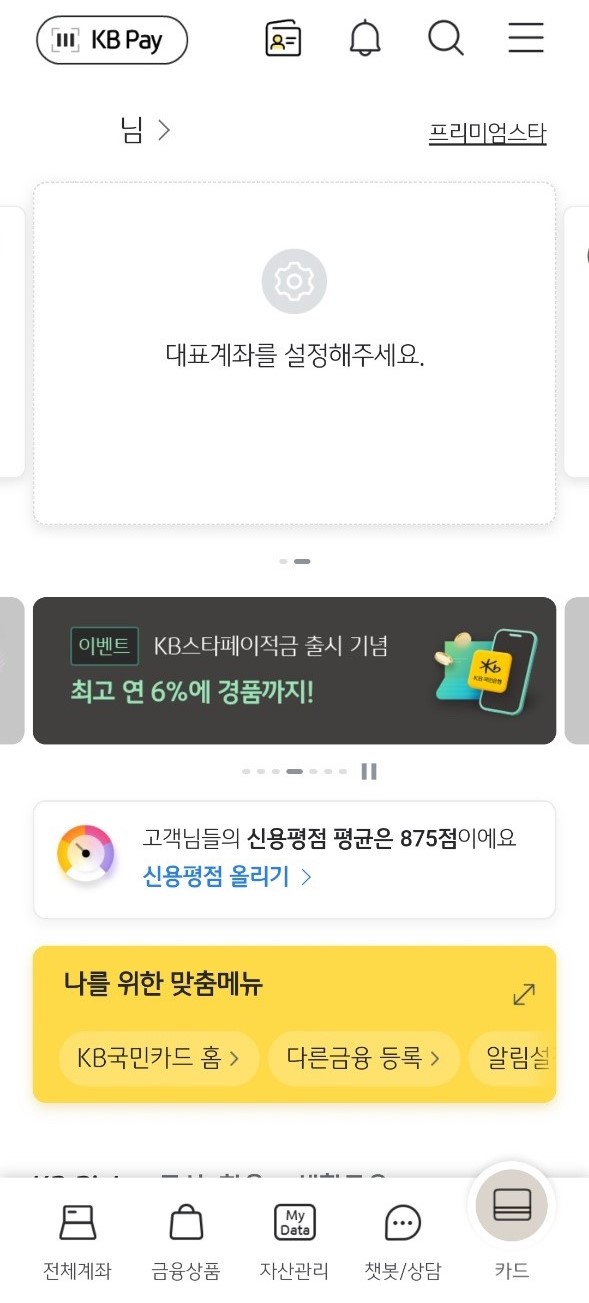 KB Pay
님
프리미엄스타
대표계좌를 설정해주세요.
이벤트 KB스타페이적금 출시 기념
최고 연 6%에 경품까지!
KB국민은행
고객님들의 신용평점 평균은 875점이에요
신용평점 올리기
나를 위한 맞춤메뉴
KB국민카드 홈
다른금융 등록
알림설
My
Data
전체계좌
금융상품
자산관리
챗봇/상담
카드